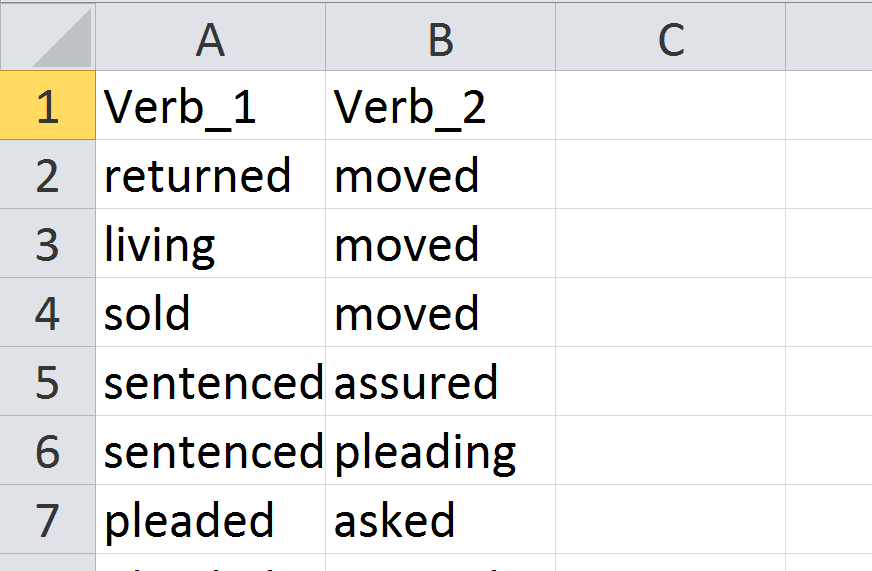 A B C
1 Verb_1 Verb_2
2 returned moved
3 living moved
4 sold moved
5 sentenced assured
6 sentenced pleading
7 pleaded asked